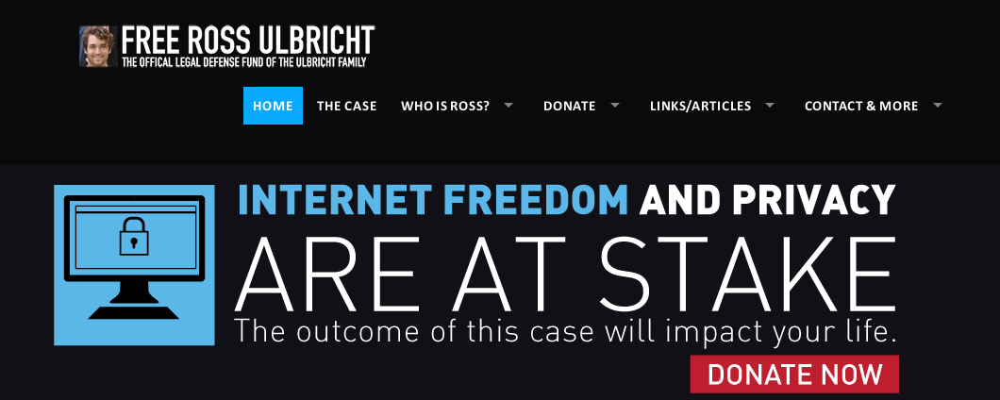 FREE ROSS ULBRICHT
THE OFFICAL LEGAL DEFENSE FUND OF THE ULBRICHT FAMILY
HOME THE CASE WHO IS ROSS? DONATE LINKS/ARTICLES CONTACT & MORE
INTERNET FREEDOM AND PRIVACY
ARE AT STAKE
The outcome of this case will impact your life.
DONATE NOW